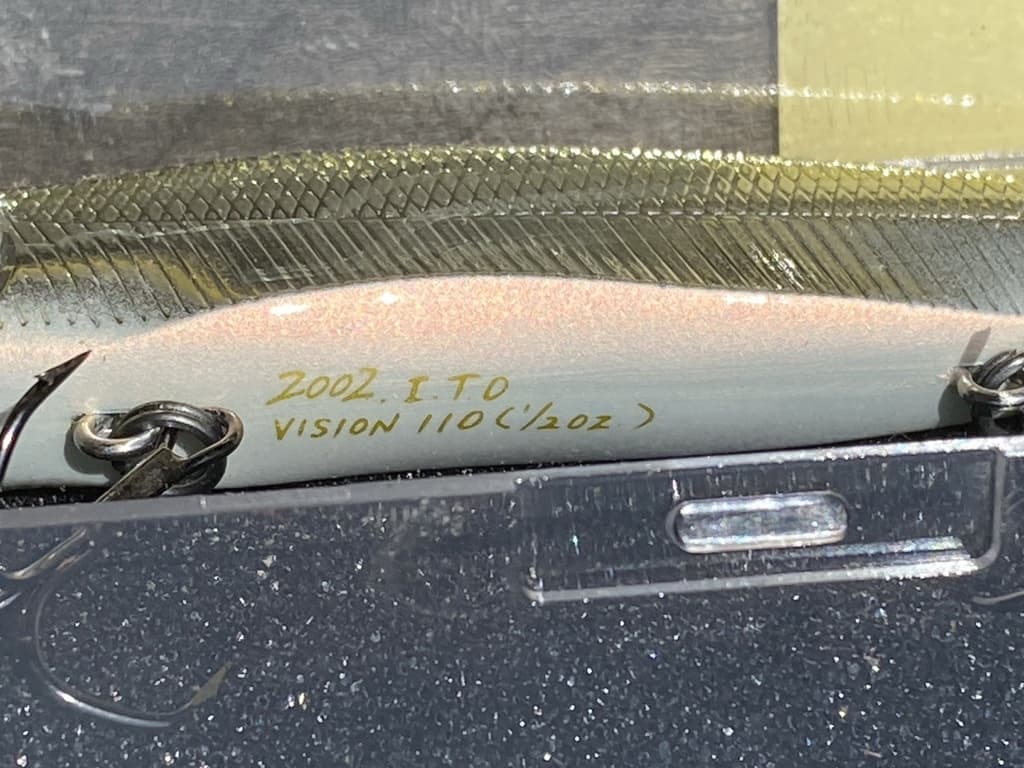 2002. I.T O
VISION 110 (1/2OZ )